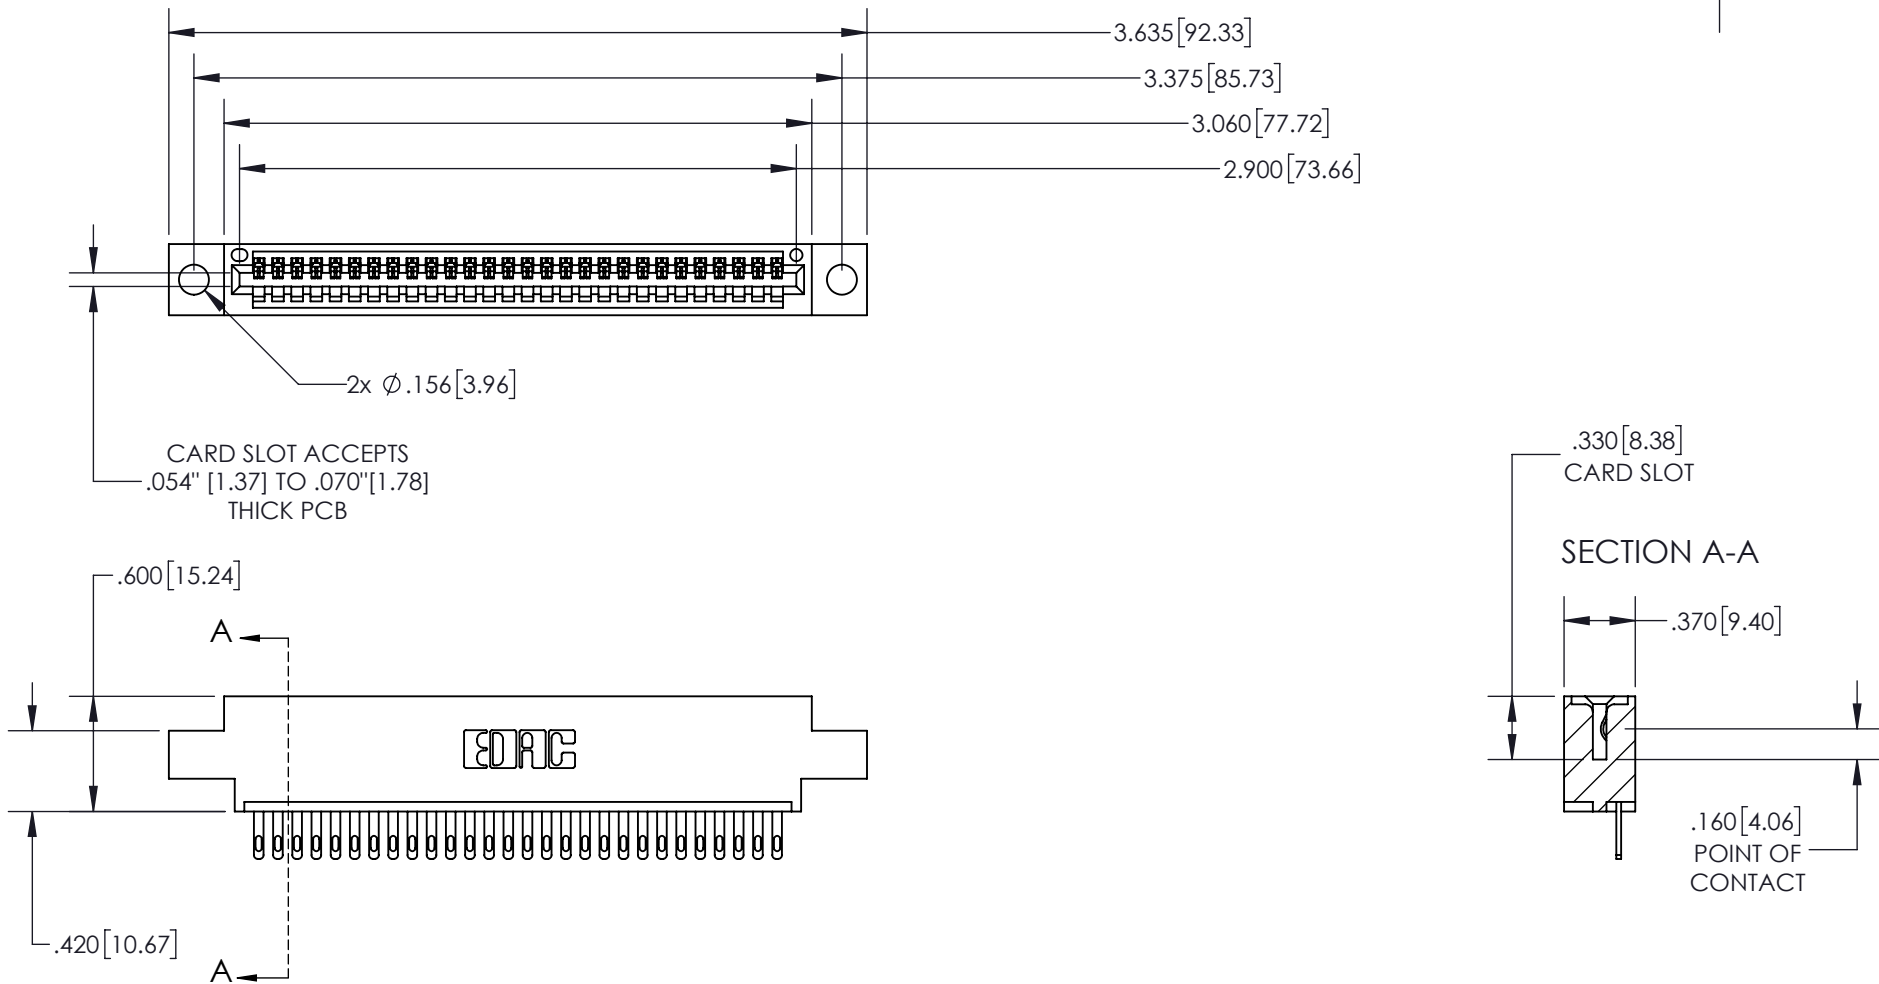 3.635[92.33]
3.375[85.73]
3.060[77.72]
2.900[73.66]
2x Ø.156[3.96]
CARD SLOT ACCEPTS
.054" [1.37] TO .070"[1.78]
THICK PCB
.330[8.38]
CARD SLOT
SECTION A-A
.600[15.24]
.370[9.40]
A
EDAC
.160[4.06]
POINT OF
CONTACT
.420[10.67]
A